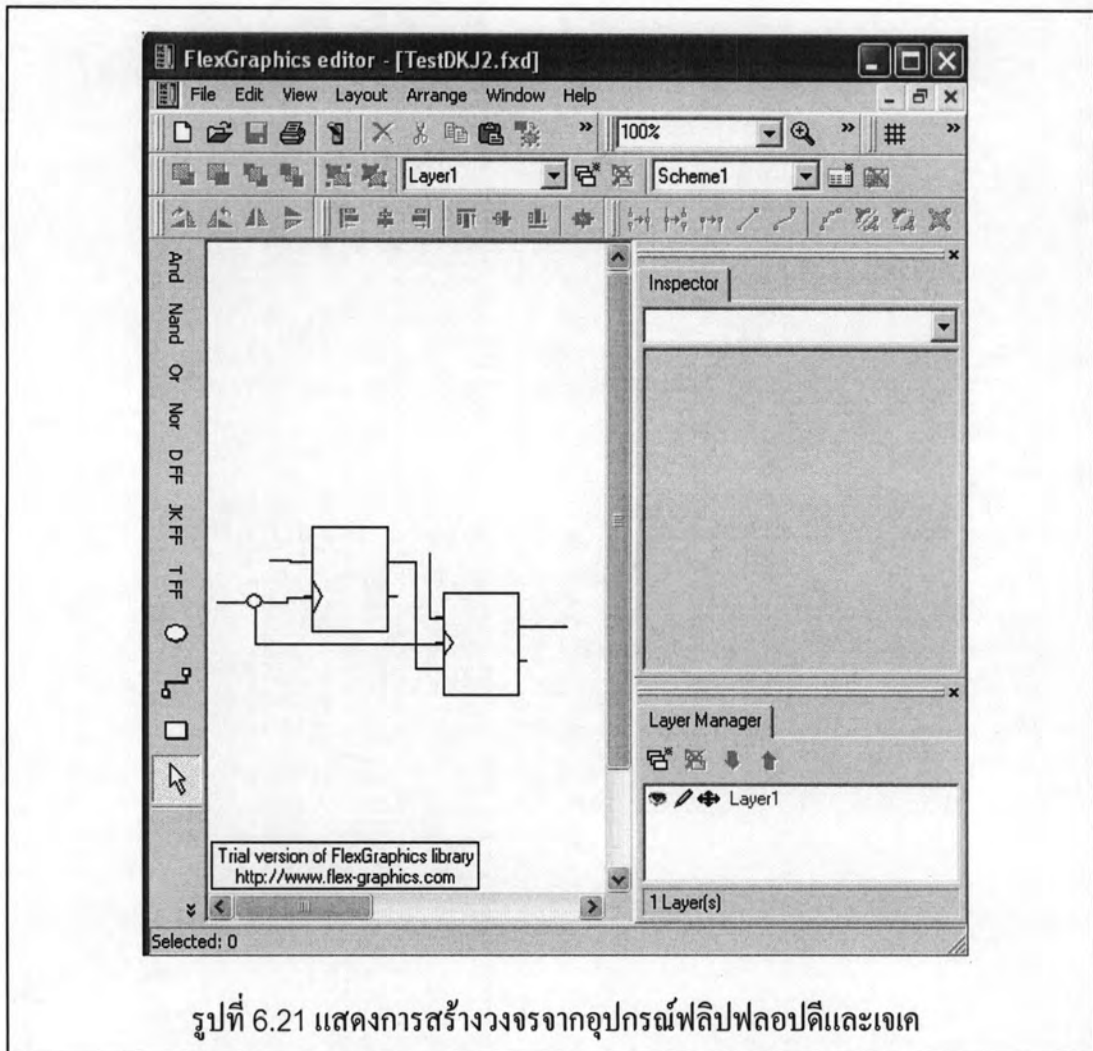 FlexGraphics editor - [TestDKJ2.fxd]
File Edit View Layout Arrange Window Help
100%
Layer1 Scheme1
And
Nand
Or
Nor
D FF
JK FF
T FF
Inspector
Layer Manager
Layer1
1 Layer(s)
Trial version of FlexGraphics library
http://www.flex-graphics.com
Selected: 0
รูปที่ 6.21 แสดงการสร้างวงจรจากอุปกรณ์ฟลิปฟลอปดีและเจเค